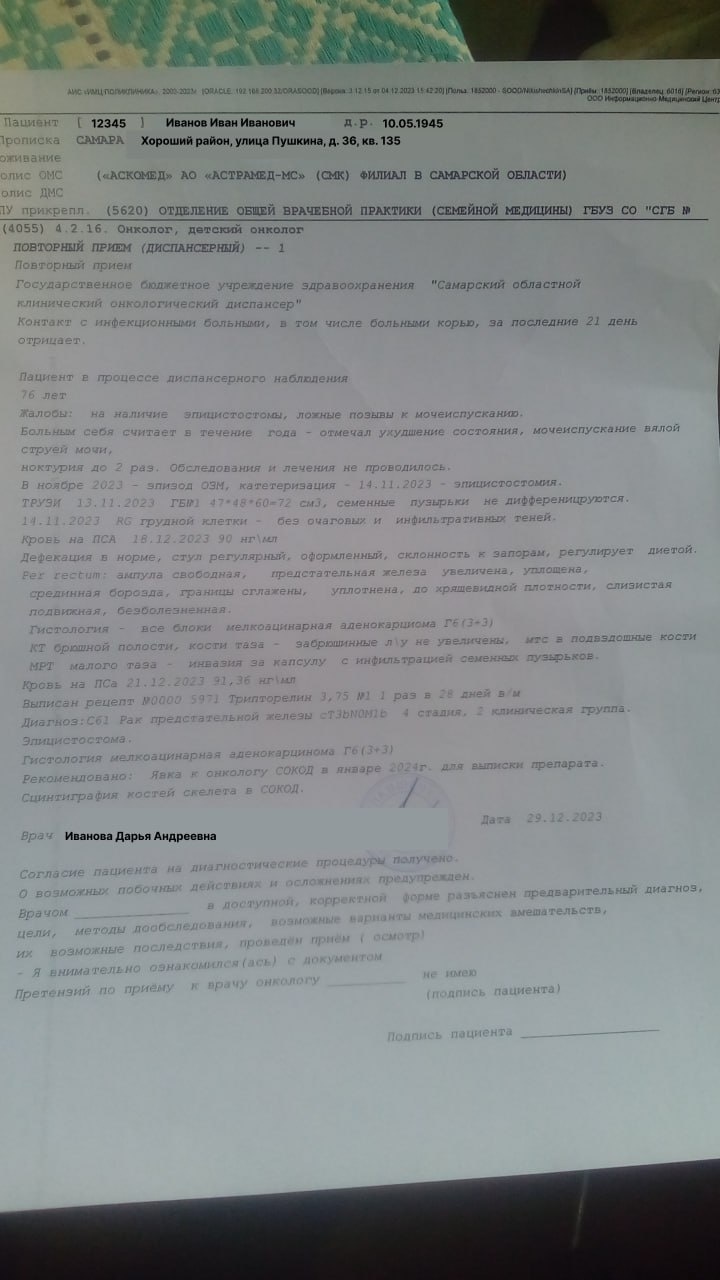 АИС «ИМЦ-ПОЛИКЛИНИКА». 2003-2023г. [ORACLE: 192.168.200.32/ORASOOD] [Версия: 3.12.15 от 04.12.2023 15:42:20] [Польз: 1852000 - SOOD/NikishechkinSA] [Приём: 1852000] [Владелец: 6016] [Регион: 63
ООО Информационно-Медицинский Центр
Пациент [ 12345 ] Иванов Иван Иванович д.р. 10.05.1945
Прописка САМАРА Хороший район, улица Пушкина, д. 36, кв. 135
оживание
олис ОМС («АСКОМЕД» АО «АСТРАМЕД-МС» (СМК) ФИЛИАЛ В САМАРСКОЙ ОБЛАСТИ)
олис ДМС
ПУ прикрепл. (5620) ОТДЕЛЕНИЕ ОБЩЕЙ ВРАЧЕБНОЙ ПРАКТИКИ (СЕМЕЙНОЙ МЕДИЦИНЫ) ГБУЗ СО "СГБ №
(4055) 4.2.16. Онколог, детский онколог
ПОВТОРНЫЙ ПРИЕМ (ДИСПАНСЕРНЫЙ) -- 1
Повторный прием
Государственное бюджетное учреждение здравоохранения "Самарский областной
клинический онкологический диспансер"
Контакт с инфекционными больными, в том числе больными корью, за последние 21 день
отрицает.
Пациент в процессе диспансерного наблюдения
76 лет
Жалобы: на наличие эпицистостомы, ложные позывы к мочеиспусканию.
Больным себя считает в течение года - отмечал ухудшение состояния, мочеиспускание вялой
струей мочи,
ноктурия до 2 раз. Обследования и лечения не проводилось.
В ноябре 2023 - эпизод ОЗМ, катетеризация - 14.11.2023 - эпицистостомия.
ТРУЗИ 13.11.2023 ГБ№1 47*48*60=72 см3, семенные пузырьки не дифференцируются.
14.11.2023 RG грудной клетки - без очаговых и инфильтративных теней.
Кровь на ПСА 18.12.2023 90 нг\мл
Дефекация в норме, стул регулярный, оформленный, склонность к запорам, регулирует диетой.
Per rectum: ампула свободная, предстательная железа увеличена, уплощена,
срединная борозда, границы сглажены, уплотнена, до хрящевидной плотности, слизистая
подвижная, безболезненная.
Гистология - все блоки мелкоацинарная аденокарциома Г6(3+3)
КТ брюшной полости, кости таза - забрюшинные л\у не увеличены, мтс в подвздошные кости
МРТ малого таза - инвазия за капсулу с инфильтрацией семенных пузырьков.
Кровь на ПСа 21.12.2023 91,36 нг\мл
Выписан рецепт №0000 5971 Трипторелин 3,75 №1 1 раз в 28 дней в/м
Диагноз:С61 Рак предстательной железы cT3bN0M1b 4 стадия, 2 клиническая группа.
Эпицистостома.
Гистология мелкоацинарная аденокарцинома Г6(3+3)
Рекомендовано: Явка к онкологу СОКОД в январе 2024г. для выписки препарата.
Сцинтиграфия костей скелета в СОКОД.
Дата 29.12.2023
Врач Иванова Дарья Андреевна
Согласие пациента на диагностические процедуры получено.
О возможных побочных действиях и осложнениях предупрежден.
Врачом ______________ в доступной, корректной форме разъяснен предварительный диагноз,
цели, методы дообследования, возможные варианты медицинских вмешательств,
их возможные последствия, проведен приём ( осмотр)
- Я внимательно ознакомился(ась) с документом
Претензий по приёму к врачу онкологу __________ не имею
(подпись пациента)
Подпись пациента __________________